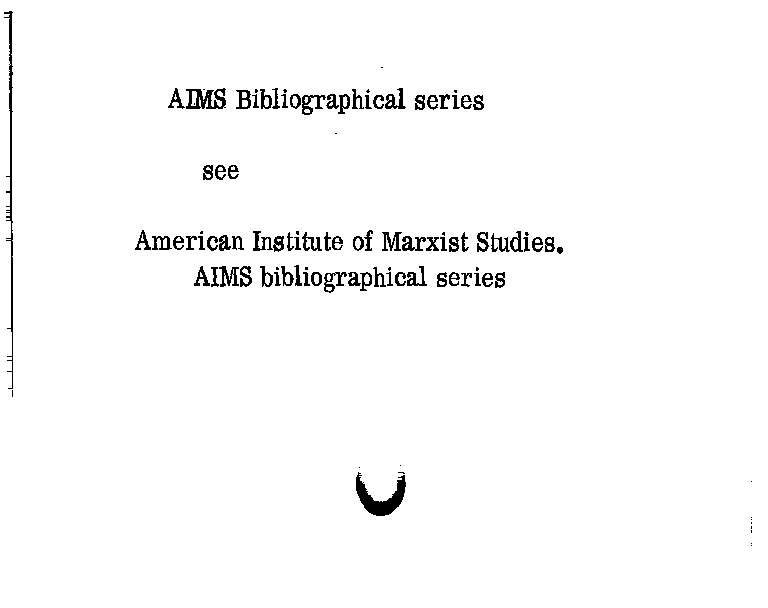 AIMS Bibliographical series
see
American Institute of Marxist Studies.
AIMS bibliographical series